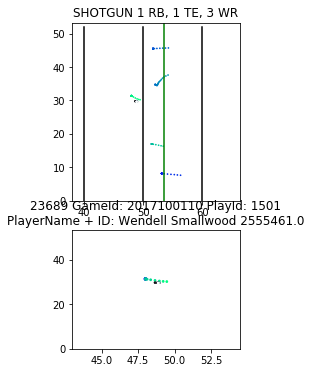 SHOTGUN 1 RB, 1 TE, 3 WR
50
40
30
20
10
0
40 50 60
23689 GameId: 2017100110 PlayId: 1501
PlayerName + ID: Wendell Smallwood 2555461.0
40
20
0
45.0 47.5 50.0 52.5